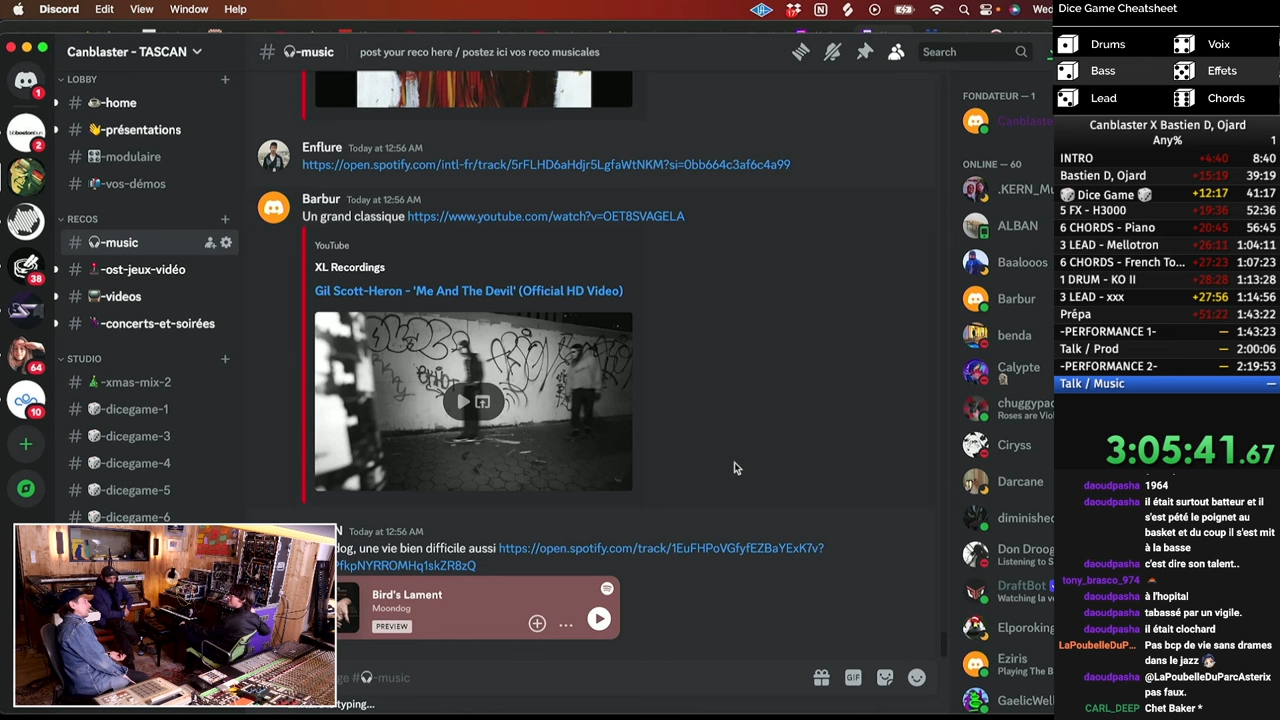 Discord Edit View Window Help
Wed
Canblaster - TASCAN
LOBBY
-home
-présentations
-modulaire
-vos-démos
RECOS
-music
-ost-jeux-vidéo
-videos
-concerts-et-soirées
STUDIO
-xmas-mix-2
-dicegame-1
-dicegame-3
-dicegame-4
-dicegame-5
-dicegame-6
1
2
38
64
10
# -music post your reco here / postez ici vos reco musicales
Search
Enflure Today at 12:56 AM
https://open.spotify.com/intl-fr/track/5rFLHD6aHdjr5LgfaWtNKM?si=0bb664c3af6c4a99
Barbur Today at 12:56 AM
Un grand classique https://www.youtube.com/watch?v=OET8SVAGELA
YouTube
XL Recordings
Gil Scott-Heron - 'Me And The Devil' (Official HD Video)
N Today at 12:56 AM
dog, une vie bien difficile aussi https://open.spotify.com/track/1EuFHPoVGfyfEZBaYExK7v?
PfkpNYRROMHq1skZR8zQ
Bird's Lament
Moondog
PREVIEW
ge # -music
GIF
typing...
FONDATEUR — 1
Canblaster
ONLINE — 60
.KERN_Mu
ALBAN
Baalooos
Barbur
benda
Calypte
chuggypac
Roses are Viol
Ciryss
Darcane
diminished
Don Droog
Listening to S
DraftBot
Watching la v
Elporoking
Eziris
Playing The B
GaelicWell
Dice Game Cheatsheet
Drums Voix
Bass Effets
Lead Chords
Canblaster X Bastien D, Ojard
Any% 1
INTRO +4:40 8:40
Bastien D, Ojard +15:19 39:19
Dice Game +12:17 41:17
5 FX - H3000 +19:36 52:36
6 CHORDS - Piano +20:45 56:45
3 LEAD - Mellotron +26:11 1:04:11
6 CHORDS - French To... +27:23 1:07:23
1 DRUM - KO II +28:28 1:13:28
3 LEAD - xxx +27:56 1:14:56
Prépa +51:22 1:43:22
-PERFORMANCE 1- — 1:43:23
Talk / Prod — 2:00:06
-PERFORMANCE 2- — 2:19:53
Talk / Music —
3:05:41.67
daoudpasha 1964
daoudpasha il était surtout batteur et il
s'est pété le poignet au
basket et du coup il s'est mit
à la basse
daoudpasha c'est dire son talent..
tony_brasco_974
daoudpasha à l'hopital
daoudpasha tabassé par un vigile.
daoudpasha il était clochard
LaPoubelleDuP... Pas bcp de vie sans drames
dans le jazz
daoudpasha @LaPoubelleDuParcAsterix
pas faux.
CARL_DEEP Chet Baker *